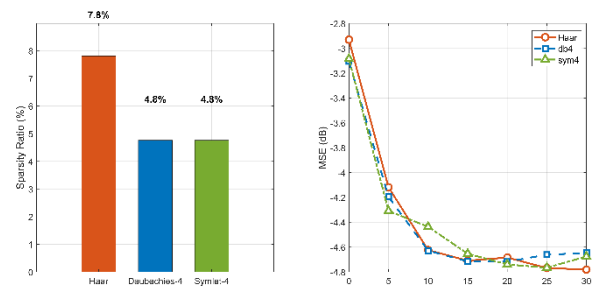 7.8%
4.8%
4.8%
8
7
6
5
4
3
2
1
0
Sparsity Ratio (%)
Haar
Daubechies-4
Symlet-4
-2.8
-3
-3.2
-3.4
-3.6
-3.8
-4
-4.2
-4.4
-4.6
-4.8
MSE (dB)
Haar
db4
sym4
0 5 10 15 20 25 30